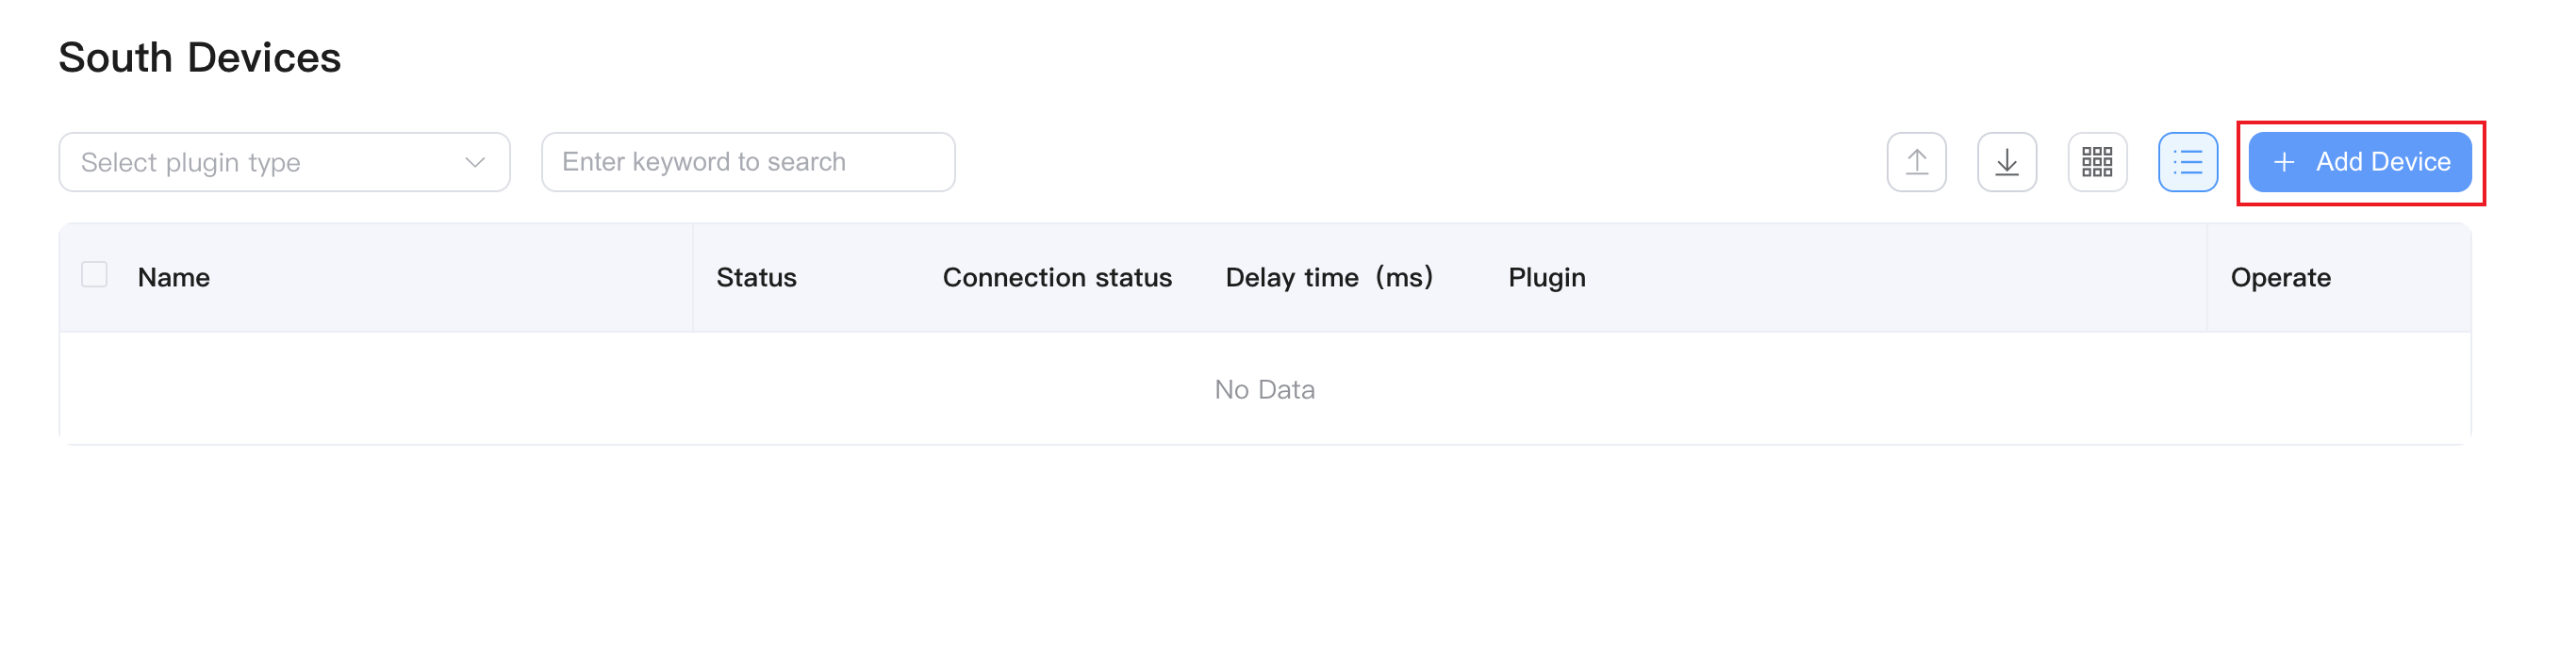 South Devices
Select plugin type
Enter keyword to search
Add Device
Name
Status
Connection status
Delay time（ms）
Plugin
Operate
No Data